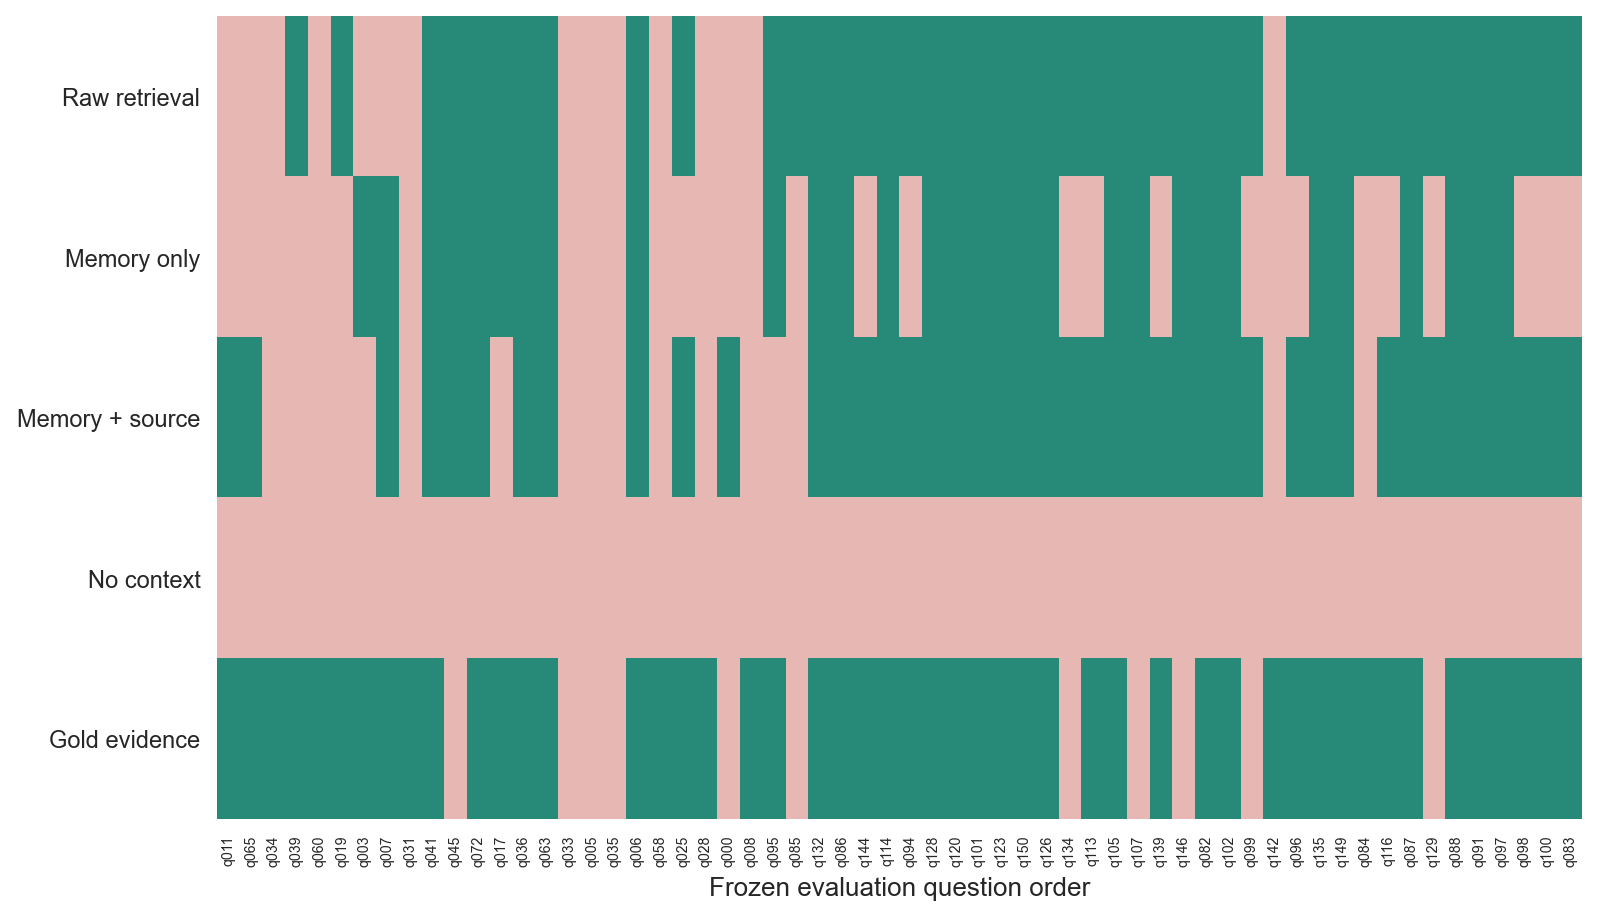 Raw retrieval
Memory only
Memory + source
No context
Gold evidence
q011 q065 q034 q039 q060 q019 q003 q007 q031 q041 q045 q072 q017 q036 q063 q033 q005 q035 q006 q058 q025 q028 q000 q008 q095 q085 q132 q086 q144 q114 q094 q128 q120 q101 q123 q150 q126 q134 q113 q105 q107 q139 q146 q082 q102 q099 q142 q096 q135 q149 q084 q116 q087 q129 q088 q091 q097 q098 q100 q083
Frozen evaluation question order